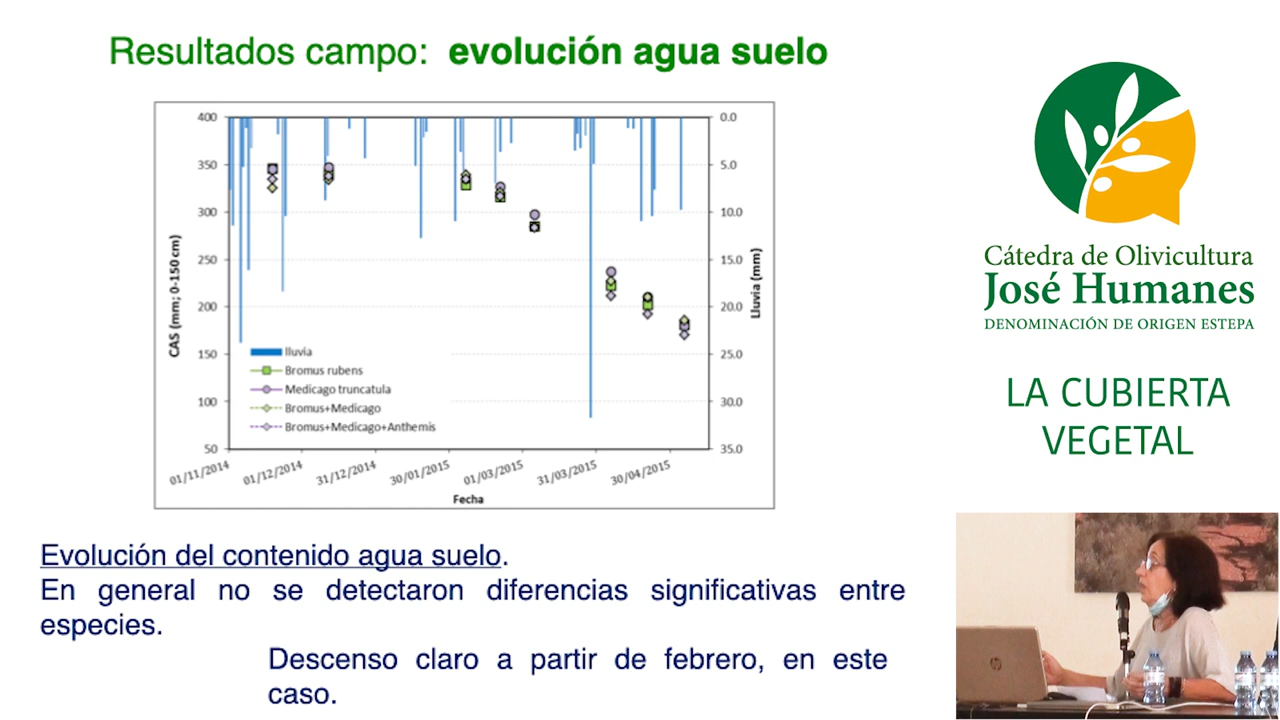 Resultados campo: evolución agua suelo
400
350
300
250
200
150
100
50
CAS (mm; 0-150 cm)
0.0
5.0
10.0
15.0
20.0
25.0
30.0
35.0
Lluvia (mm)
lluvia
Bromus rubens
Medicago truncatula
Bromus+Medicago
Bromus+Medicago+Anthemis
01/11/2014
01/12/2014
31/12/2014
30/01/2015
01/03/2015
31/03/2015
30/04/2015
Fecha
Evolución del contenido agua suelo.
En general no se detectaron diferencias significativas entre
especies.
Descenso claro a partir de febrero, en este
caso.
Cátedra de Olivicultura
José Humanes
DENOMINACIÓN DE ORIGEN ESTEPA
LA CUBIERTA
VEGETAL
hp